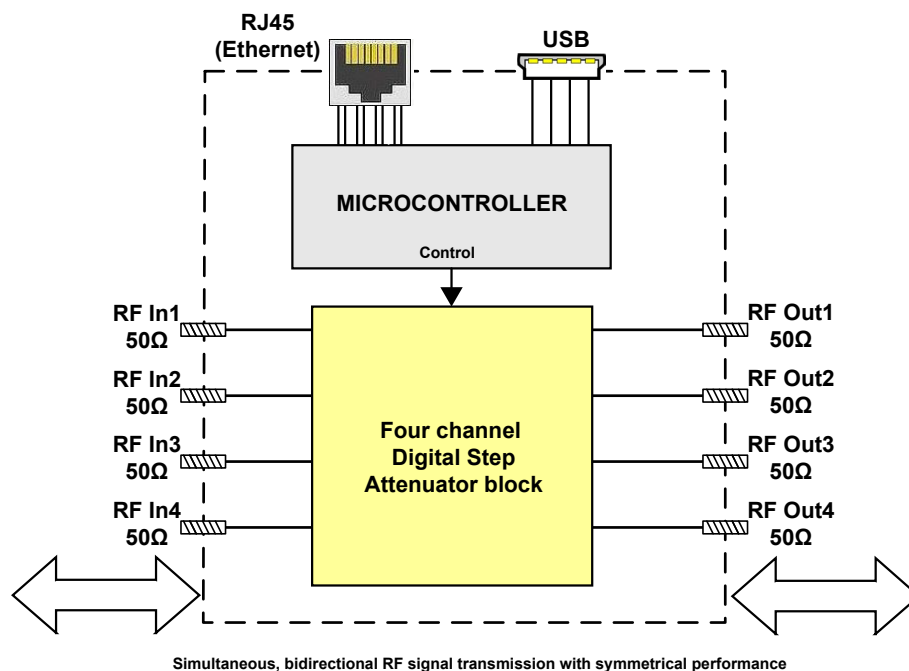 RJ45
(Ethernet)
USB
MICROCONTROLLER
Control
RF In1
50Ω
RF In2
50Ω
RF In3
50Ω
RF In4
50Ω
Four channel
Digital Step
Attenuator block
RF Out1
50Ω
RF Out2
50Ω
RF Out3
50Ω
RF Out4
50Ω
Simultaneous, bidirectional RF signal transmission with symmetrical performance